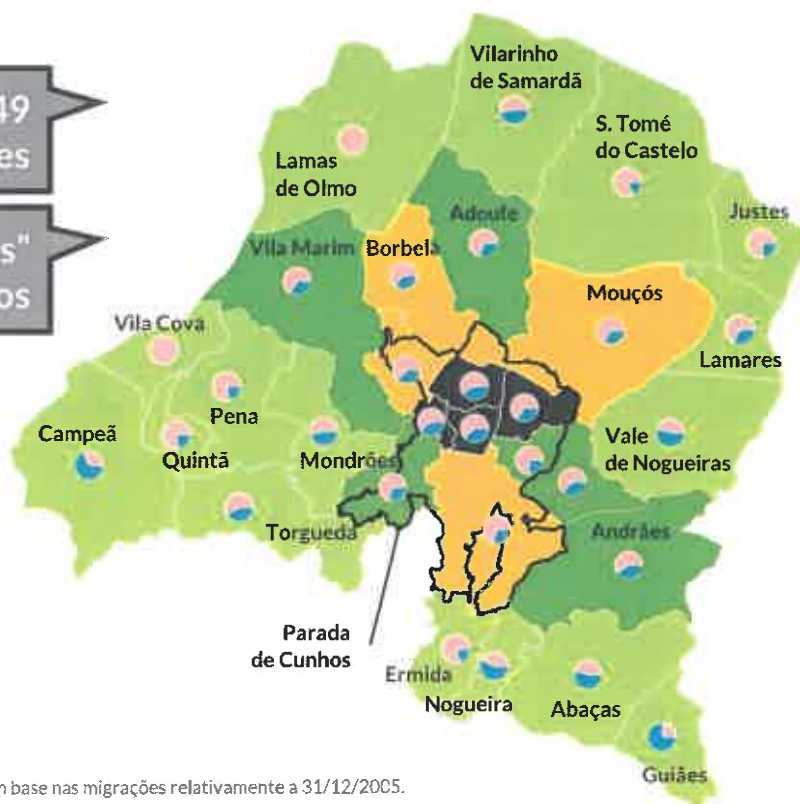 49
es
s"
os
Vilarinho
de Samardã
S. Tomé
do Castelo
Lamas
de Olmo
Justes
Adoufe
Vila Marim
Borbela
Mouçós
Vila Cova
Lamares
Pena
Campeã
Vale
de Nogueiras
Quintã
Mondrões
Torgueda
Andrães
Parada
de Cunhos
Ermida
Nogueira
Abaças
Guiães
base nas migrações relativamente a 31/12/2005.